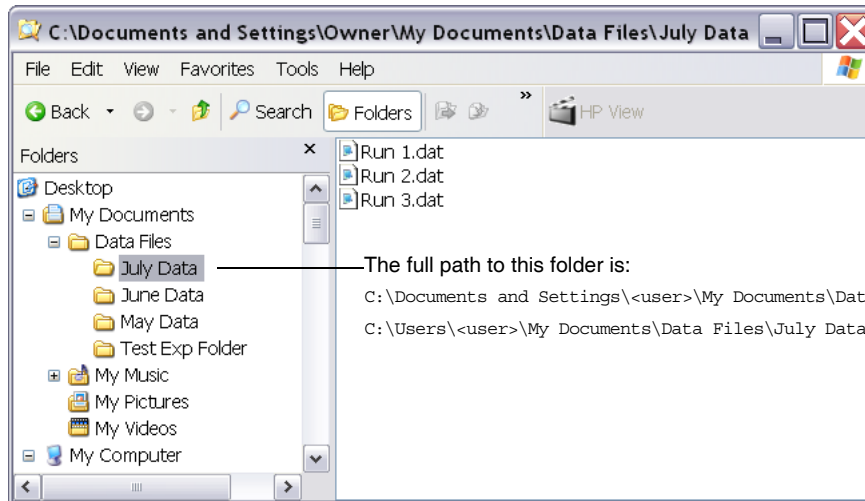 C:\Documents and Settings\Owner\My Documents\Data Files\July Data
File Edit View Favorites Tools Help
Back Search Folders » HP View
Folders ×
Desktop
My Documents
Data Files
July Data
June Data
May Data
Test Exp Folder
My Music
My Pictures
My Videos
My Computer
Run 1.dat
Run 2.dat
Run 3.dat
The full path to this folder is:
C:\Documents and Settings\<user>\My Documents\Dat
C:\Users\<user>\My Documents\Data Files\July Data